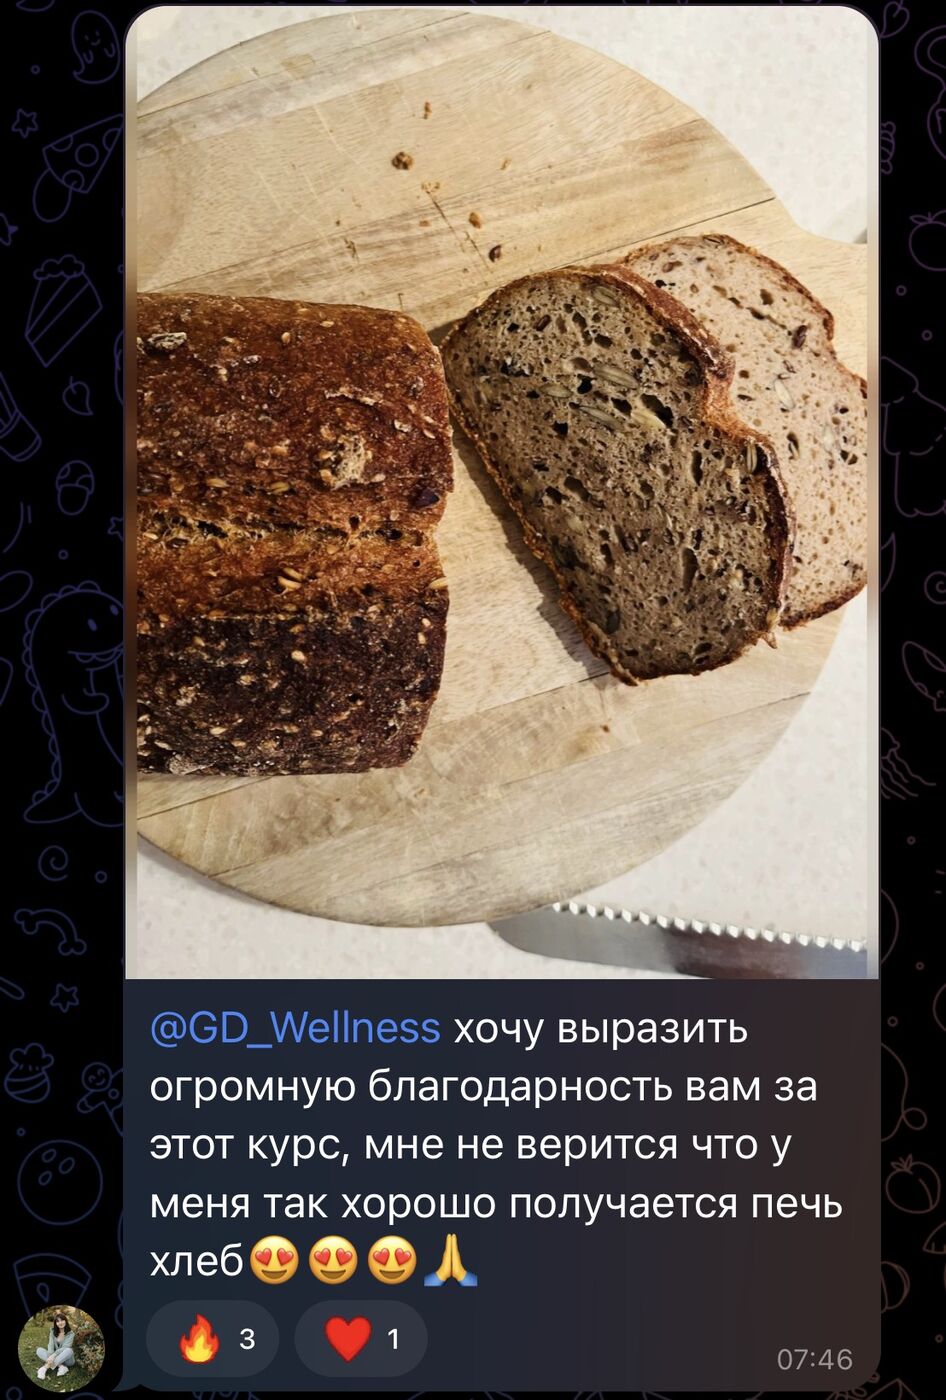 @GD_Wellness хочу выразить
огромную благодарность вам за
этот курс, мне не верится что у
меня так хорошо получается печь
хлеб😍😍😍🙏
🔥 3 ❤️ 1
07:46